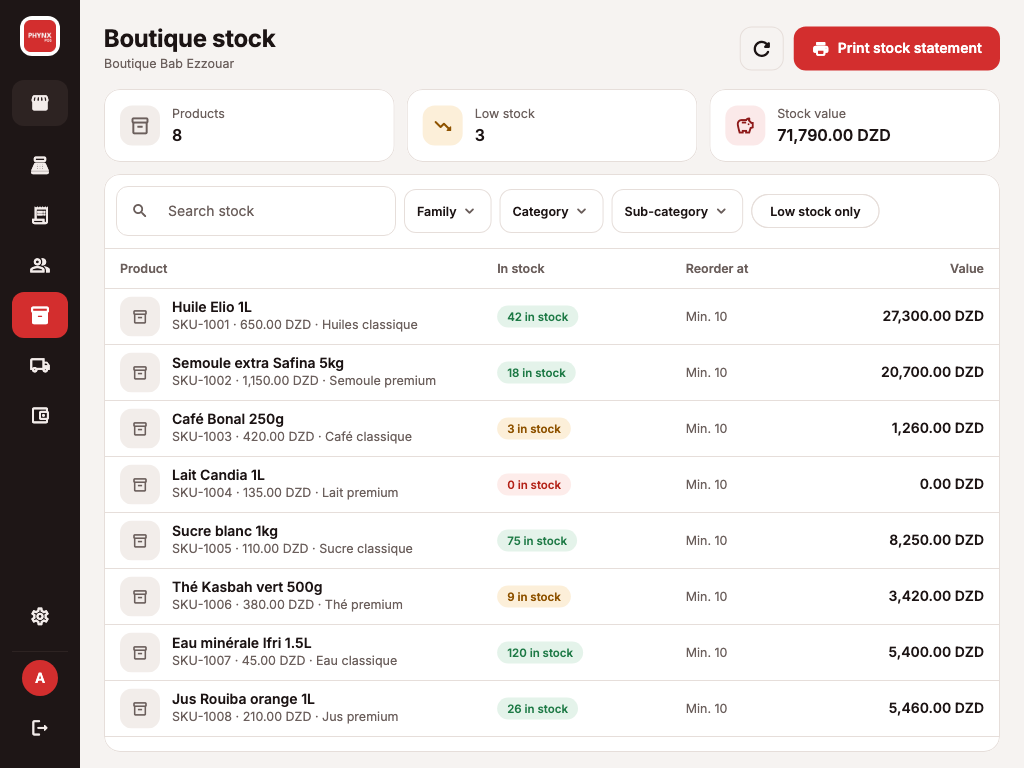 PHYNX
POS
Boutique stock
Boutique Bab Ezzouar
Print stock statement
Products
8
Low stock
3
Stock value
71,790.00 DZD
Search stock
Family
Category
Sub-category
Low stock only
Product In stock Reorder at Value
Huile Elio 1L
SKU-1001 · 650.00 DZD · Huiles classique
42 in stock
Min. 10
27,300.00 DZD
Semoule extra Safina 5kg
SKU-1002 · 1,150.00 DZD · Semoule premium
18 in stock
Min. 10
20,700.00 DZD
Café Bonal 250g
SKU-1003 · 420.00 DZD · Café classique
3 in stock
Min. 10
1,260.00 DZD
Lait Candia 1L
SKU-1004 · 135.00 DZD · Lait premium
0 in stock
Min. 10
0.00 DZD
Sucre blanc 1kg
SKU-1005 · 110.00 DZD · Sucre classique
75 in stock
Min. 10
8,250.00 DZD
Thé Kasbah vert 500g
SKU-1006 · 380.00 DZD · Thé premium
9 in stock
Min. 10
3,420.00 DZD
Eau minérale Ifri 1.5L
SKU-1007 · 45.00 DZD · Eau classique
120 in stock
Min. 10
5,400.00 DZD
Jus Rouiba orange 1L
SKU-1008 · 210.00 DZD · Jus premium
26 in stock
Min. 10
5,460.00 DZD
A